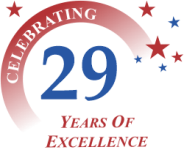 CELEBRATING
29
YEARS OF
EXCELLENCE